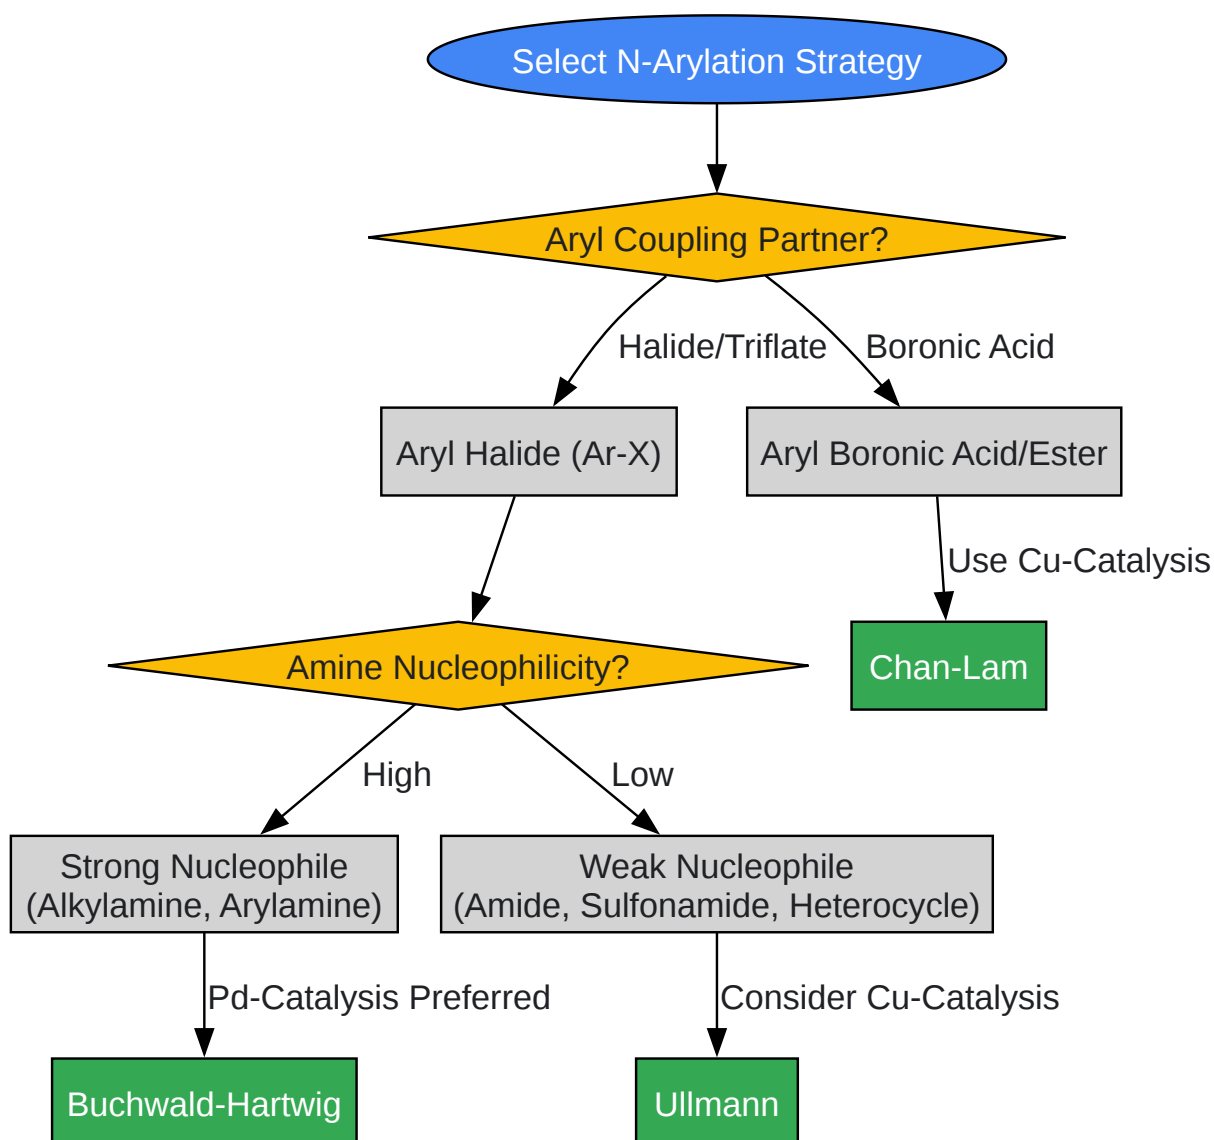 Select N-Arylation Strategy
Aryl Coupling Partner?
Halide/Triflate
Boronic Acid
Aryl Halide (Ar-X)
Aryl Boronic Acid/Ester
Use Cu-Catalysis
Amine Nucleophilicity?
Chan-Lam
High
Low
Strong Nucleophile
(Alkylamine, Arylamine)
Weak Nucleophile
(Amide, Sulfonamide, Heterocycle)
Pd-Catalysis Preferred
Consider Cu-Catalysis
Buchwald-Hartwig
Ullmann